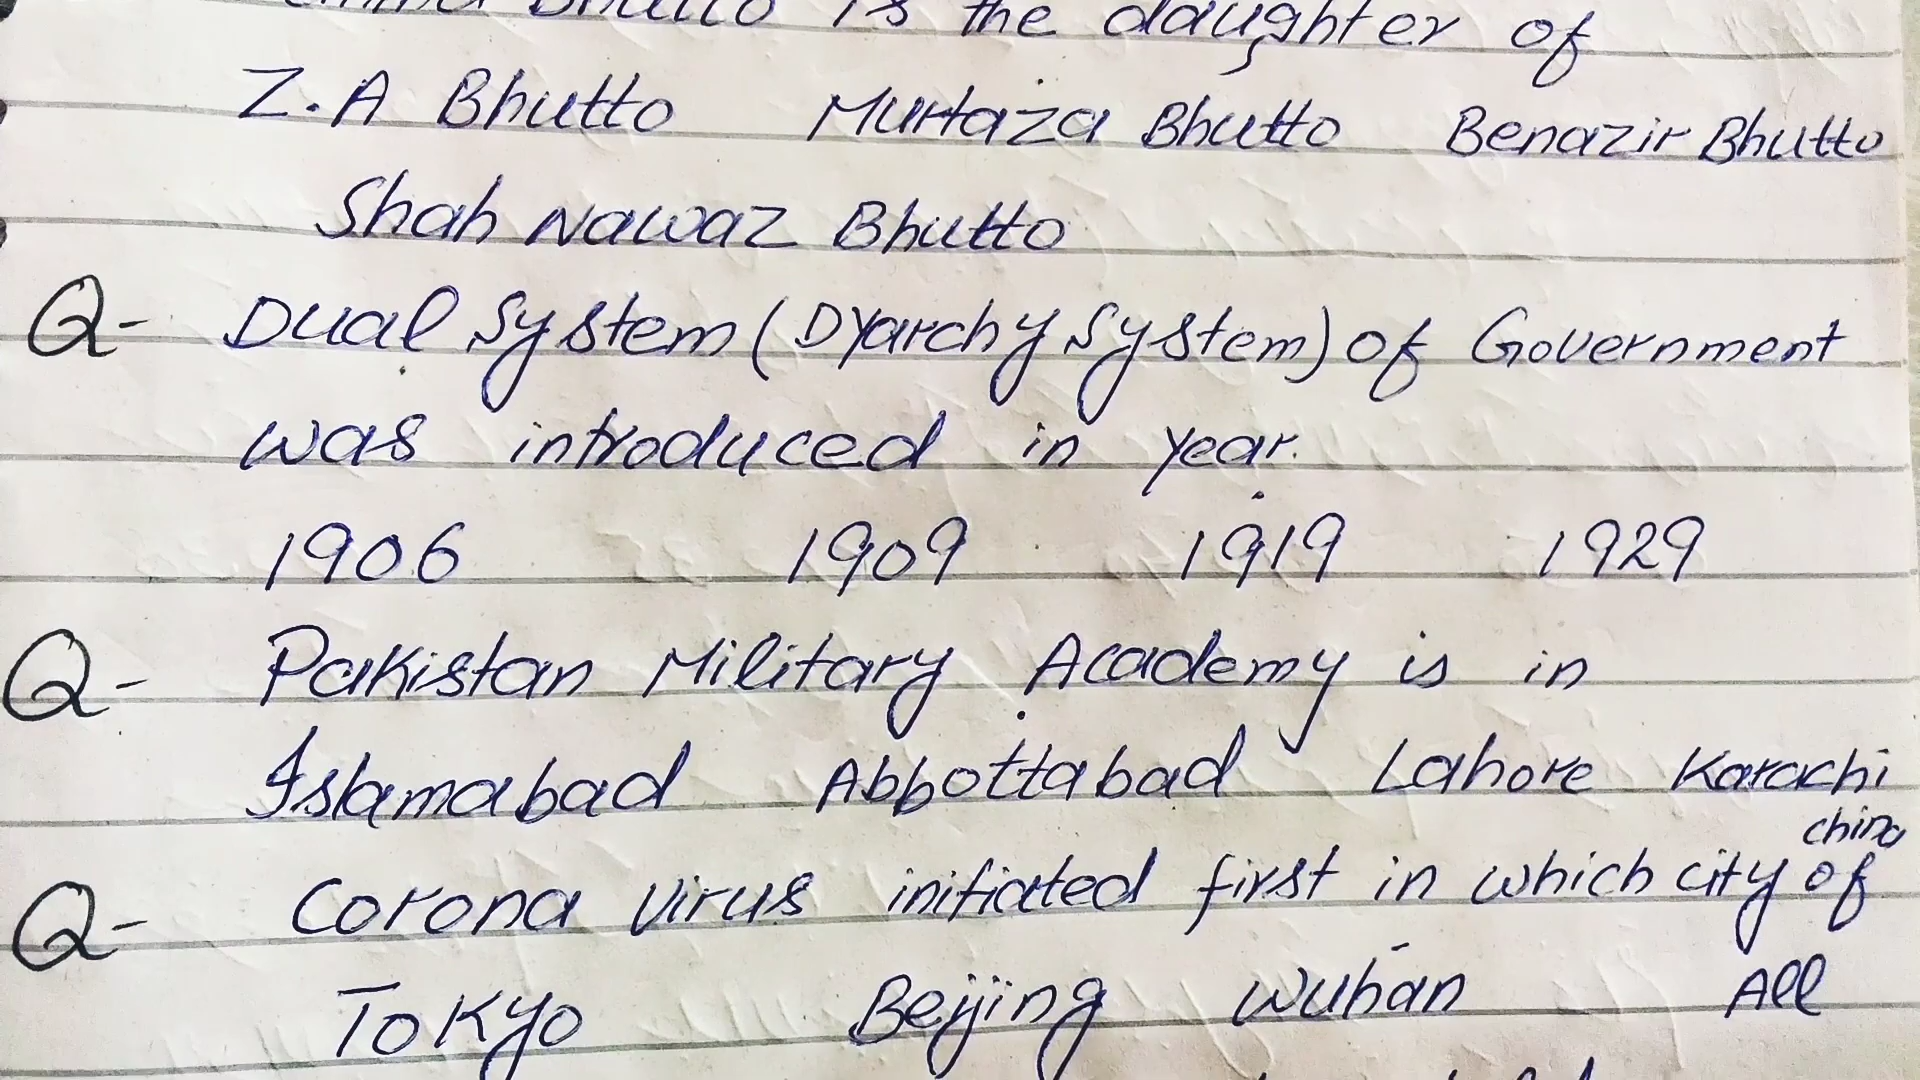 Bhutto is the daughter of
Z.A Bhutto Murtaza Bhutto Benazir Bhutto
Shah Nawaz Bhutto
Q- Dual System (Dyarchy System) of Government
was introduced in year.
1906 1909 1919 1929
Q- Pakistan Military Academy is in
Islamabad Abbottabad Lahore Karachi
china
Q- Corona virus initiated first in which city of
Tokyo Beijing Wuhan All